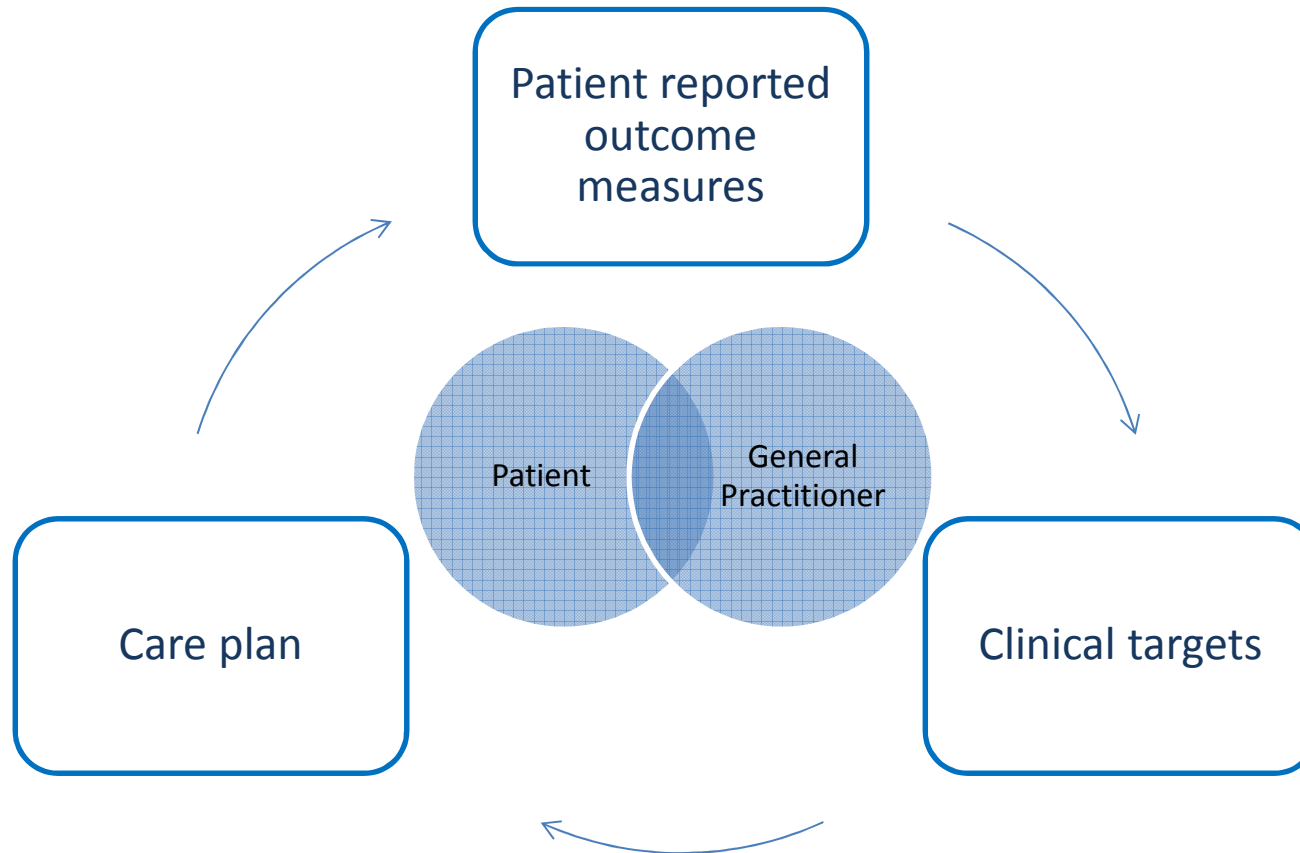 Patient reported
outcome
measures
Patient
General
Practitioner
Care plan
Clinical targets